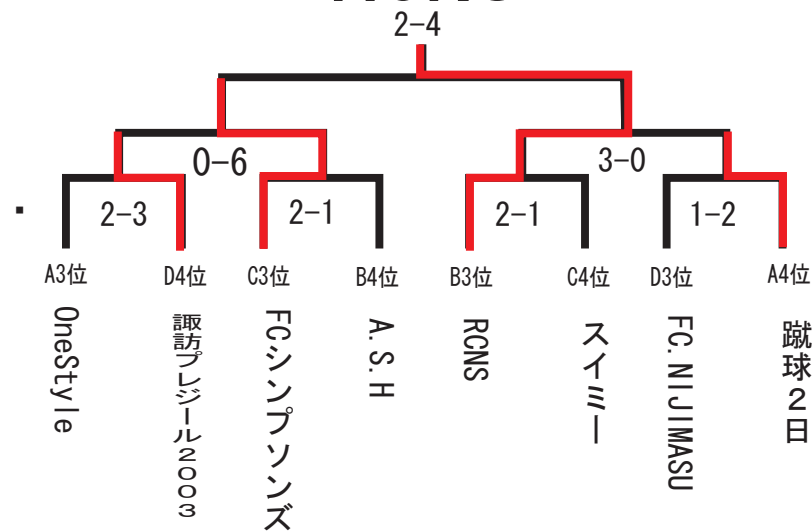 2−4
0−6
3−0
2−3
2−1
2−1
1−2
A3位
D4位
C3位
B4位
B3位
C4位
D3位
A4位
OneStyle
諏訪プレジール2003
FCシンプソンズ
A.S.H
RCNS
スイミー
FC.NIJIMASU
蹴球2日